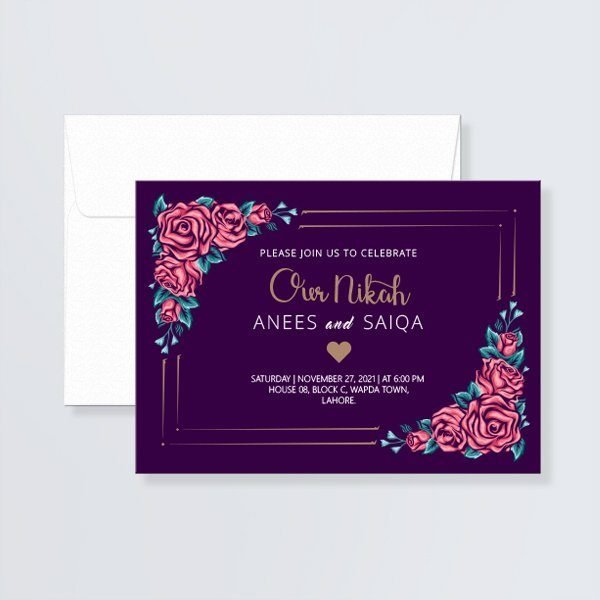 PLEASE JOIN US TO CELEBRATE
Our Nikah
ANEES and SAIQA
SATURDAY | NOVEMBER 27, 2021 | AT 6:00 PM
HOUSE 08, BLOCK C, WAPDA TOWN,
LAHORE.